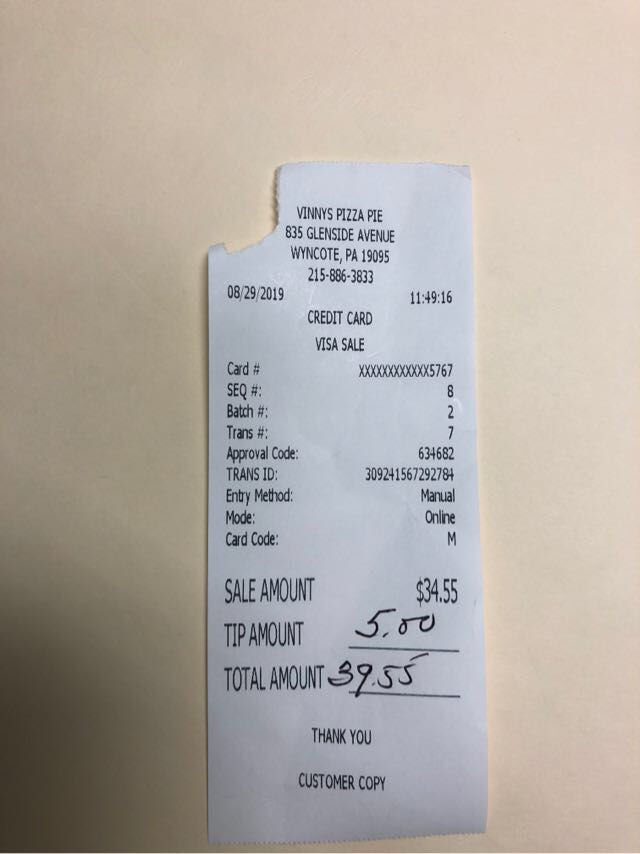 VINNYS PIZZA PIE
835 GLENSIDE AVENUE
WYNCOTE, PA 19095
215-886-3833
08/29/2019 11:49:16
CREDIT CARD
VISA SALE
Card # XXXXXXXXXXXX5767
SEQ #: 8
Batch #: 2
Trans #: 7
Approval Code: 634682
TRANS ID: 309241567292784
Entry Method: Manual
Mode: Online
Card Code: M
SALE AMOUNT $34.55
TIP AMOUNT 5.00
TOTAL AMOUNT 39.55
THANK YOU
CUSTOMER COPY